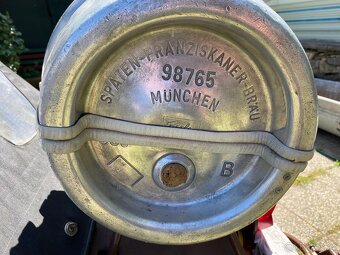 SPATEN-FRANZISKANER-BRÄU
98765
MÜNCHEN
B